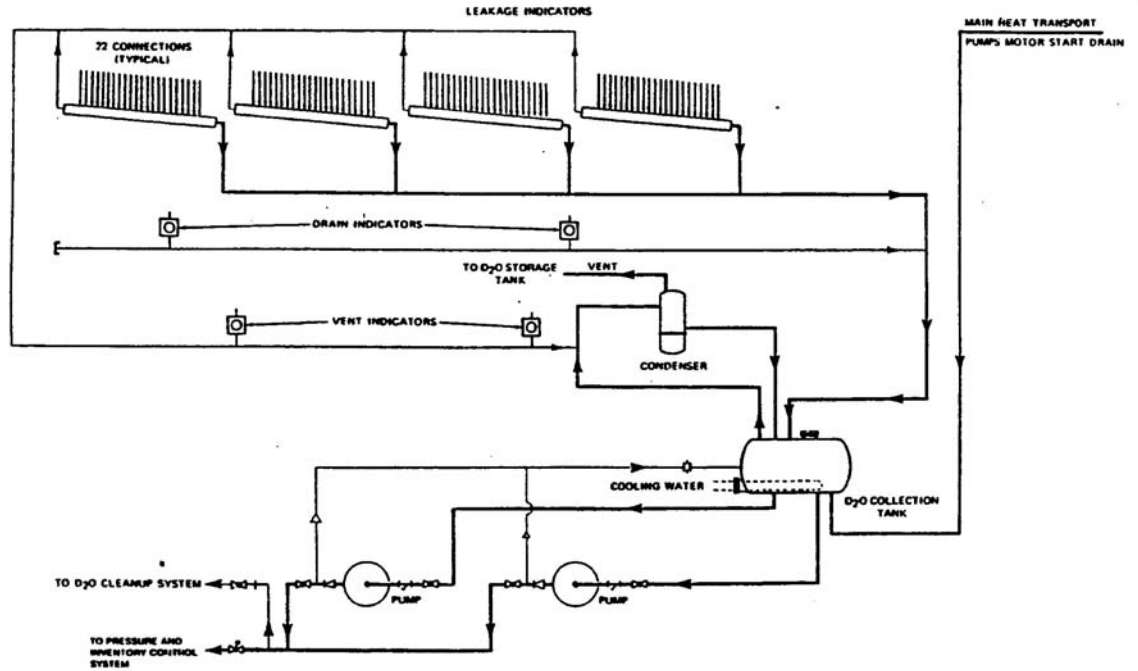 LEAKAGE INDICATORS
MAIN HEAT TRANSPORT
PUMPS MOTOR START DRAIN
22 CONNECTIONS
(TYPICAL)
DRAIN INDICATORS
TO D2O STORAGE
TANK
VENT
VENT INDICATORS
CONDENSER
COOLING WATER
D2O COLLECTION
TANK
TO D2O CLEANUP SYSTEM
PUMP
PUMP
TO PRESSURE AND
INVENTORY CONTROL
SYSTEM